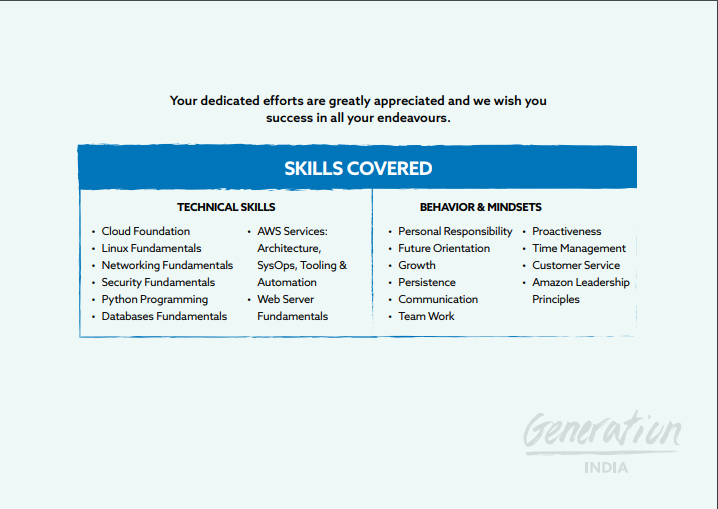 Your dedicated efforts are greatly appreciated and we wish you
success in all your endeavours.
SKILLS COVERED
TECHNICAL SKILLS
• Cloud Foundation
• Linux Fundamentals
• Networking Fundamentals
• Security Fundamentals
• Python Programming
• Databases Fundamentals
• AWS Services:
Architecture,
SysOps, Tooling &
Automation
• Web Server
Fundamentals
BEHAVIOR & MINDSETS
• Personal Responsibility
• Future Orientation
• Growth
• Persistence
• Communication
• Team Work
• Proactiveness
• Time Management
• Customer Service
• Amazon Leadership
Principles
Generation
INDIA